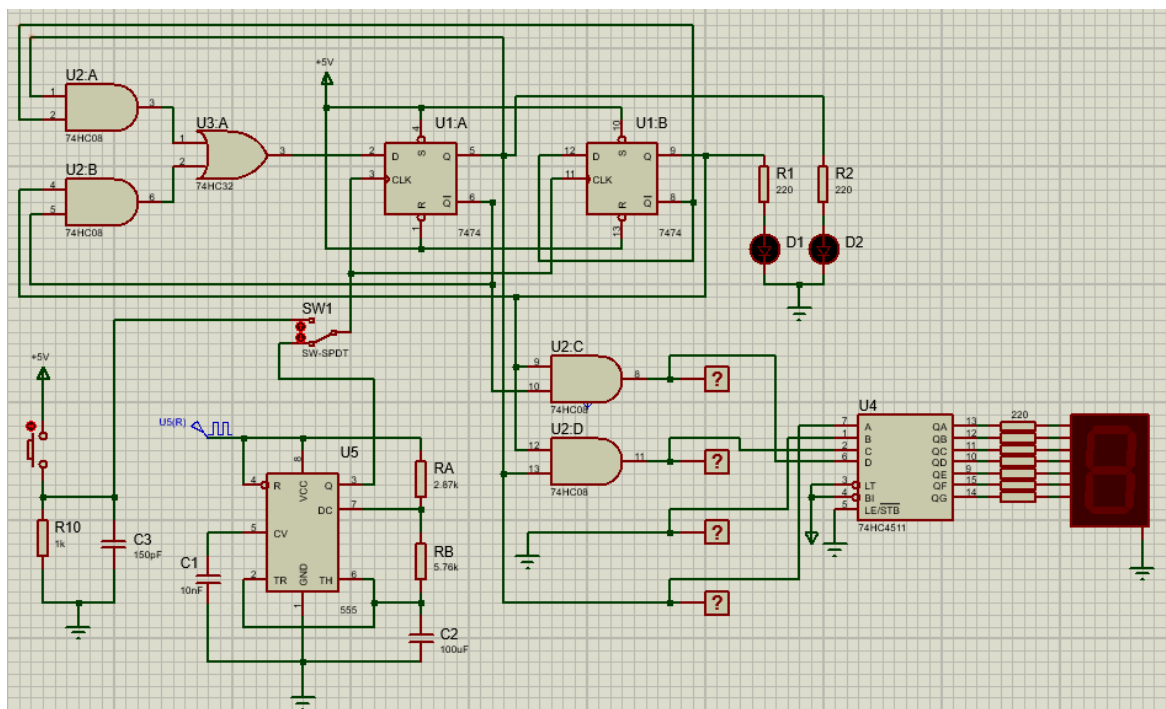 +5V
U2:A
1
2
3
74HC08
U3:A
1
2
3
74HC32
U2:B
4
5
6
74HC08
U1:A
4
2
D
S
Q
5
3
CLK
Q
6
R
1
7474
U1:B
10
12
D
S
Q
9
11
CLK
Q
8
R
13
7474
R1
220
R2
220
D1
D2
SW1
SW-SPDT
+5V
R10
1k
C3
150pF
U5(R)
U5
8
4
R
VCC
Q
3
DC
7
5
CV
2
TR
GND
TH
6
1
555
RA
2.87k
RB
5.76k
C1
10nF
C2
100uF
U2:C
9
10
8
74HC08
?
U2:D
12
13
11
74HC08
?
?
?
U4
7
A
QA
13
1
B
QB
12
2
C
QC
11
6
D
QD
10
QE
9
3
LT
QF
15
4
BI
QG
14
5
LE/STB
74HC4511
220